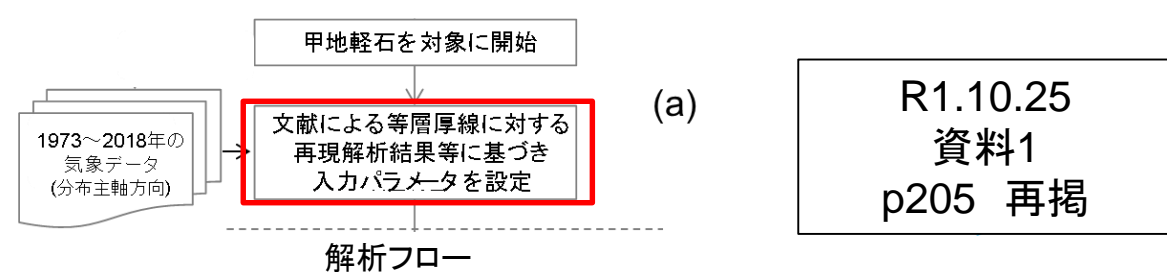 甲地軽石を対象に開始
1973～2018年の
気象データ
(分布主軸方向)
文献による等層厚線に対する
再現解析結果等に基づき
入力パラメータを設定
(a)
解析フロー
R1.10.25
資料1
p205 再掲